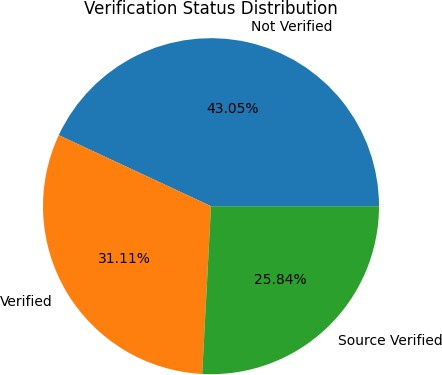 Verification Status Distribution
Not Verified
43.05%
31.11%
25.84%
Verified
Source Verified